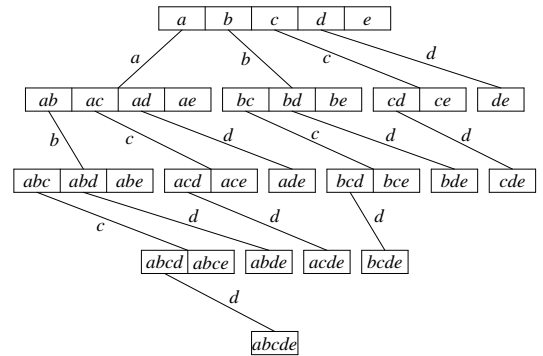 a b c d e
a b c d
ab ac ad ae bc bd be cd ce de
b c d c d d
abc abd abe acd ace ade bcd bce bde cde
c d d d
abcd abce abde acde bcde
d
abcde